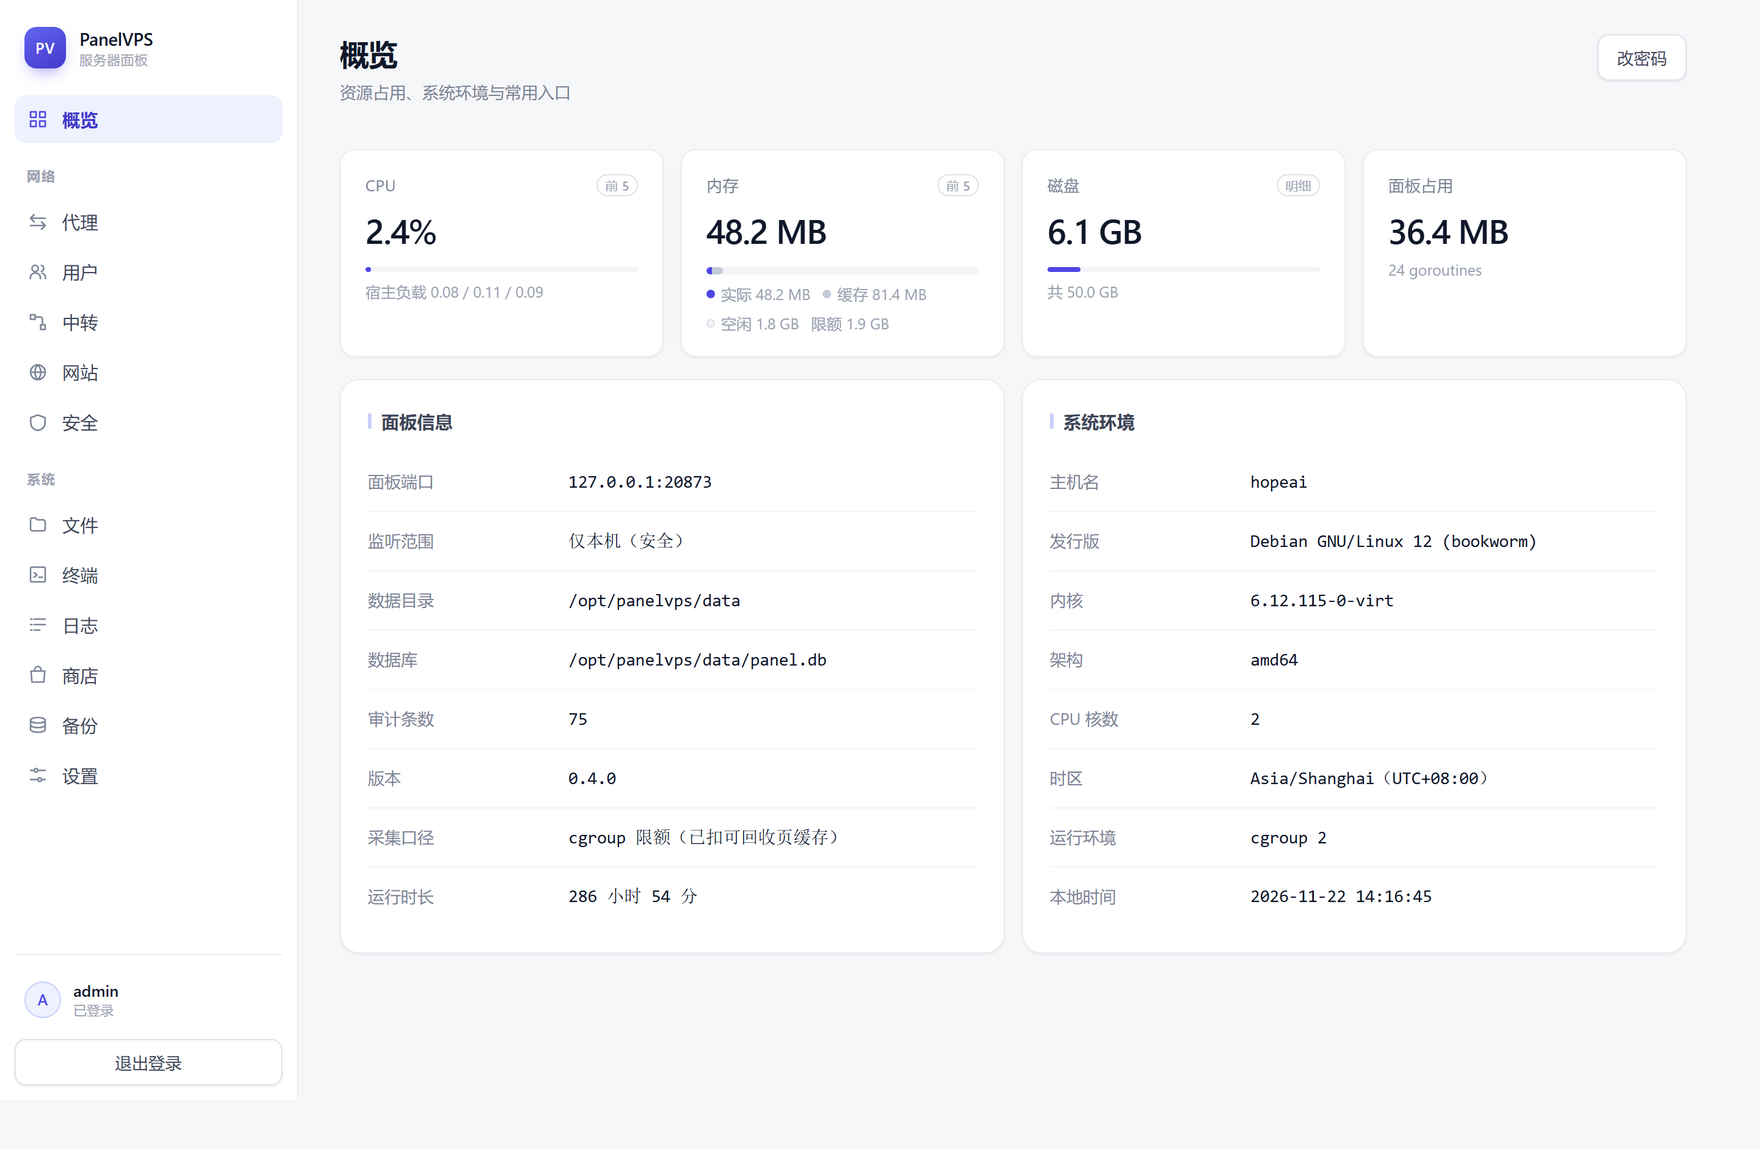 PV
PanelVPS
服务器面板
概览
网络
代理
用户
中转
网站
安全
系统
文件
终端
日志
商店
备份
设置
A
admin
已登录
退出登录
概览
资源占用、系统环境与常用入口
改密码
CPU
前 5
2.4%
宿主负载 0.08 / 0.11 / 0.09
内存
前 5
48.2 MB
实际 48.2 MB 缓存 81.4 MB
空闲 1.8 GB 限额 1.9 GB
磁盘
明细
6.1 GB
共 50.0 GB
面板占用
36.4 MB
24 goroutines
面板信息
面板端口 127.0.0.1:20873
监听范围 仅本机（安全）
数据目录 /opt/panelvps/data
数据库 /opt/panelvps/data/panel.db
审计条数 75
版本 0.4.0
采集口径 cgroup 限额（已扣可回收页缓存）
运行时长 286 小时 54 分
系统环境
主机名 hopeai
发行版 Debian GNU/Linux 12 (bookworm)
内核 6.12.115-0-virt
架构 amd64
CPU 核数 2
时区 Asia/Shanghai（UTC+08:00）
运行环境 cgroup 2
本地时间 2026-11-22 14:16:45